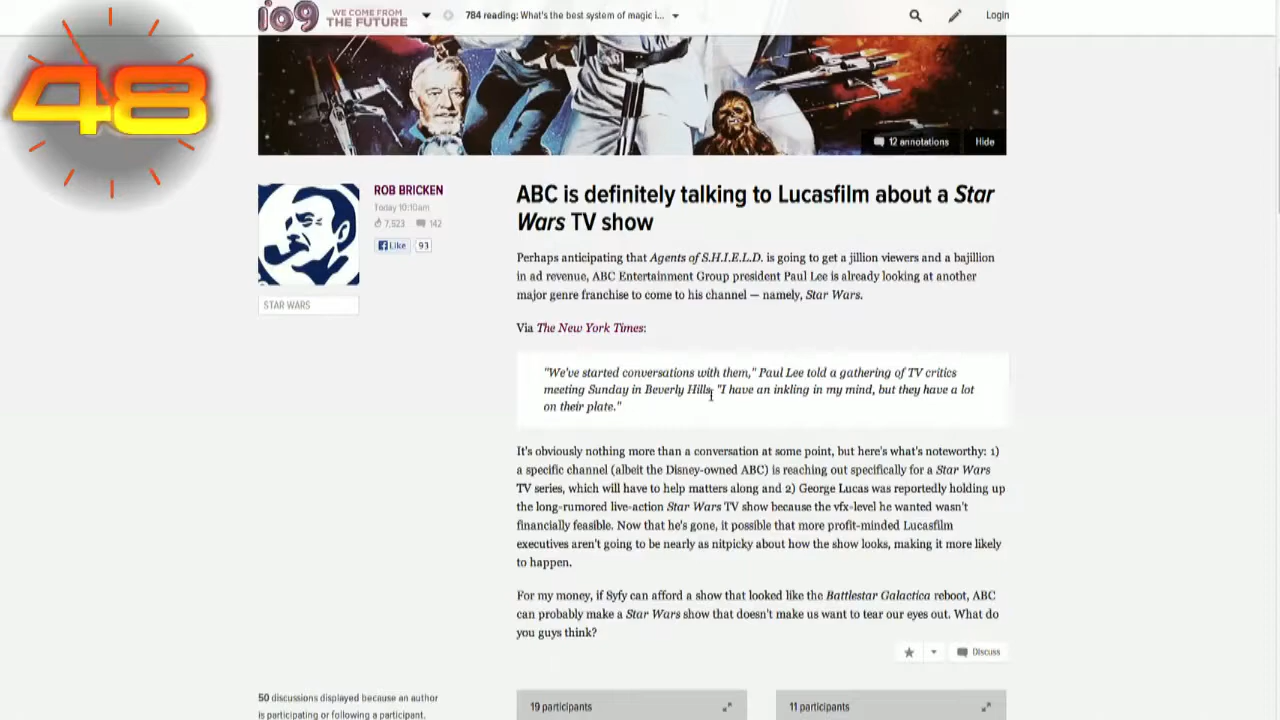 io9 WE COME FROM THE FUTURE
784 reading: What's the best system of magic i...
Login
48
12 annotations
Hide
ROB BRICKEN
Today 10:10am
7,523 142
Like 93
STAR WARS
ABC is definitely talking to Lucasfilm about a Star
Wars TV show
Perhaps anticipating that Agents of S.H.I.E.L.D. is going to get a jillion viewers and a bajillion
in ad revenue, ABC Entertainment Group president Paul Lee is already looking at another
major genre franchise to come to his channel — namely, Star Wars.
Via The New York Times:
"We've started conversations with them," Paul Lee told a gathering of TV critics
meeting Sunday in Beverly Hills. "I have an inkling in my mind, but they have a lot
on their plate."
It's obviously nothing more than a conversation at some point, but here's what's noteworthy: 1)
a specific channel (albeit the Disney-owned ABC) is reaching out specifically for a Star Wars
TV series, which will have to help matters along and 2) George Lucas was reportedly holding up
the long-rumored live-action Star Wars TV show because the vfx-level he wanted wasn't
financially feasible. Now that he's gone, it possible that more profit-minded Lucasfilm
executives aren't going to be nearly as nitpicky about how the show looks, making it more likely
to happen.
For my money, if Syfy can afford a show that looked like the Battlestar Galactica reboot, ABC
can probably make a Star Wars show that doesn't make us want to tear our eyes out. What do
you guys think?
Discuss
50 discussions displayed because an author
is participating or following a participant.
19 participants
11 participants